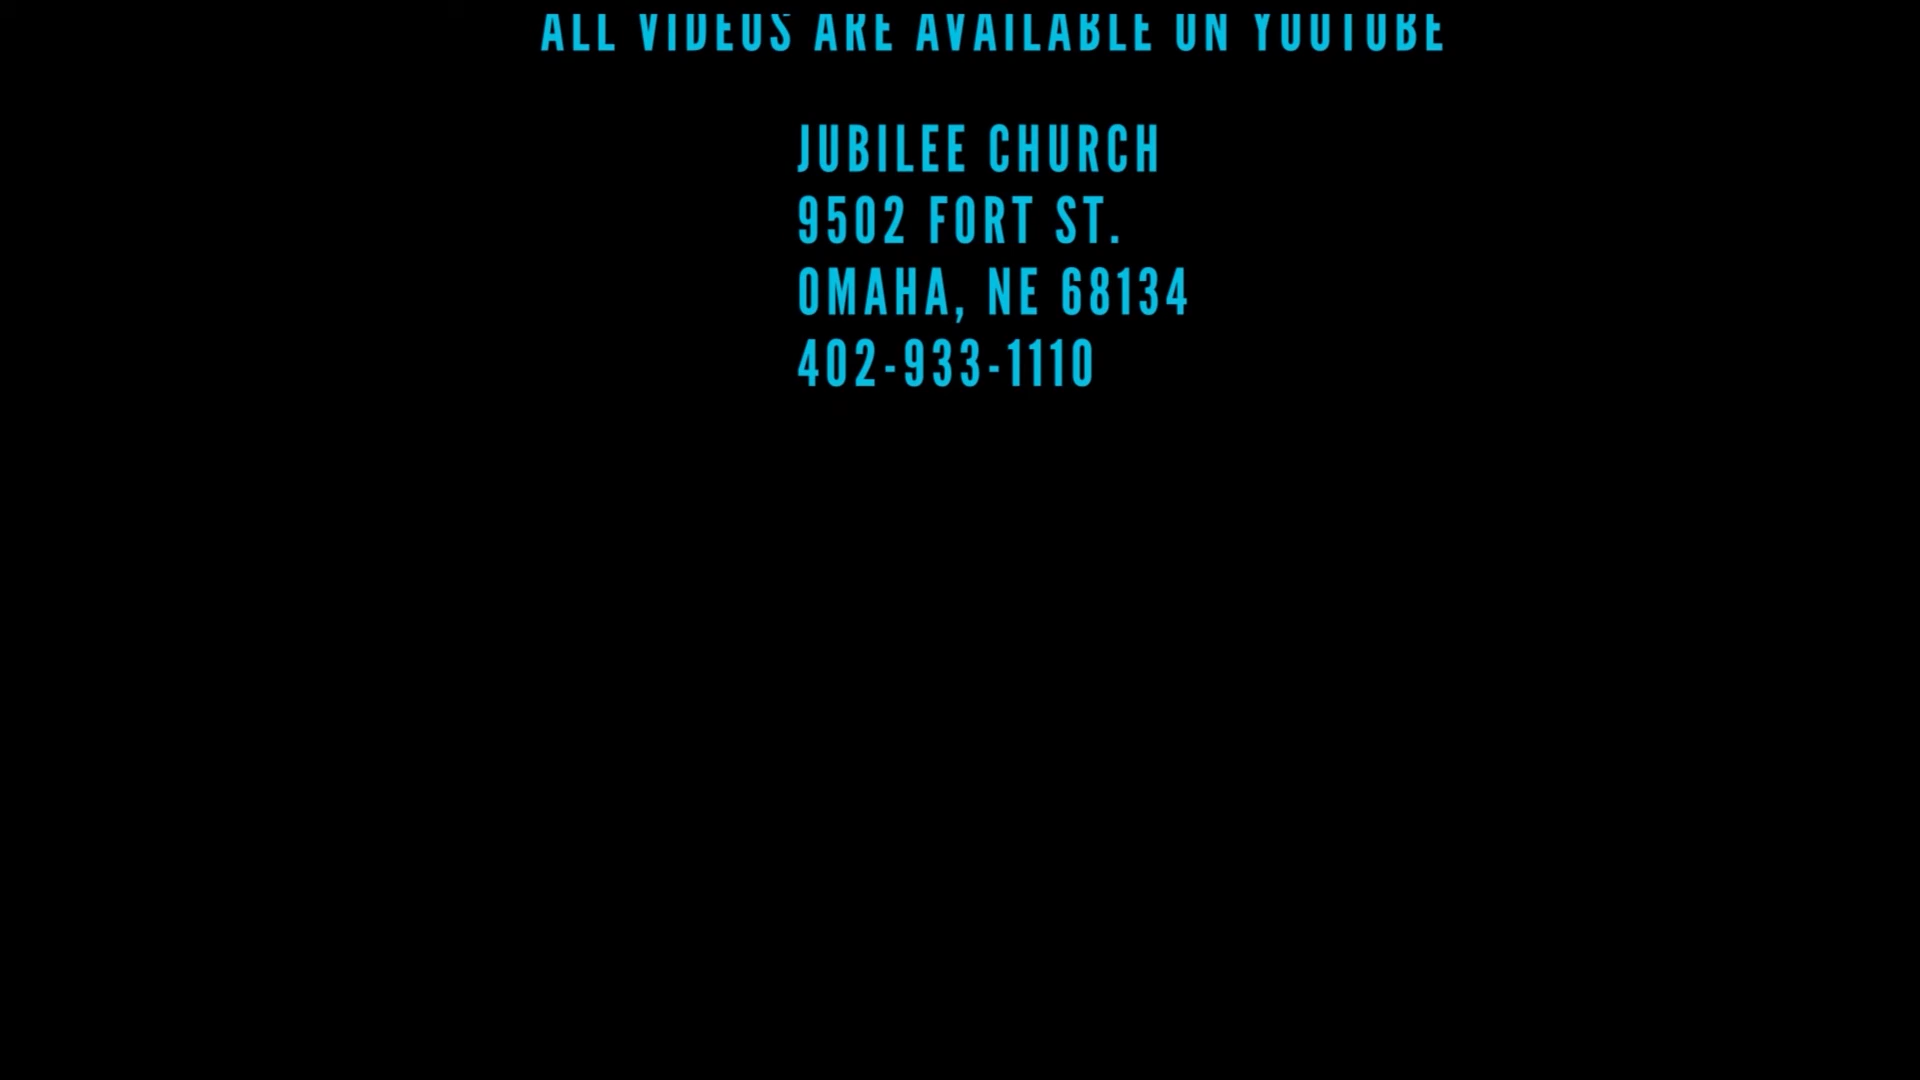 ALL VIDEOS ARE AVAILABLE ON YOUTUBE
JUBILEE CHURCH
9502 FORT ST.
OMAHA, NE 68134
402-933-1110